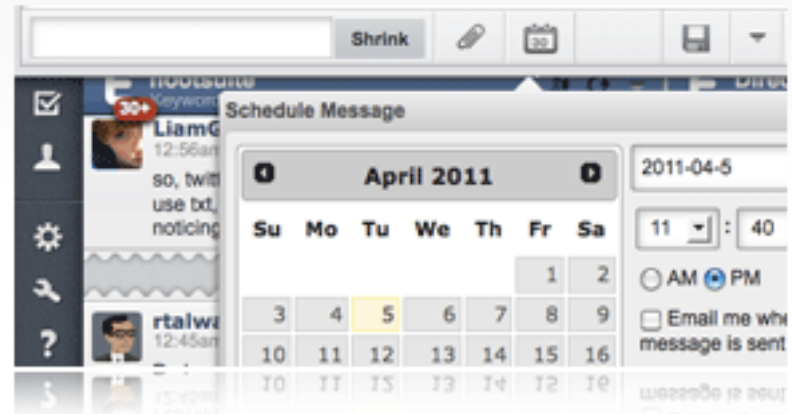 Shrink
30
hootsuite
Keyword
30+
Schedule Message
LiamG
12:56am
so, twitt
use txt,
noticing
April 2011
2011-04-5
Su Mo Tu We Th Fr Sa
11 : 40
1 2
AM PM
3 4 5 6 7 8 9
Email me whe
message is sent
rtalwa
12:45am
10 11 12 13 14 15 16
?